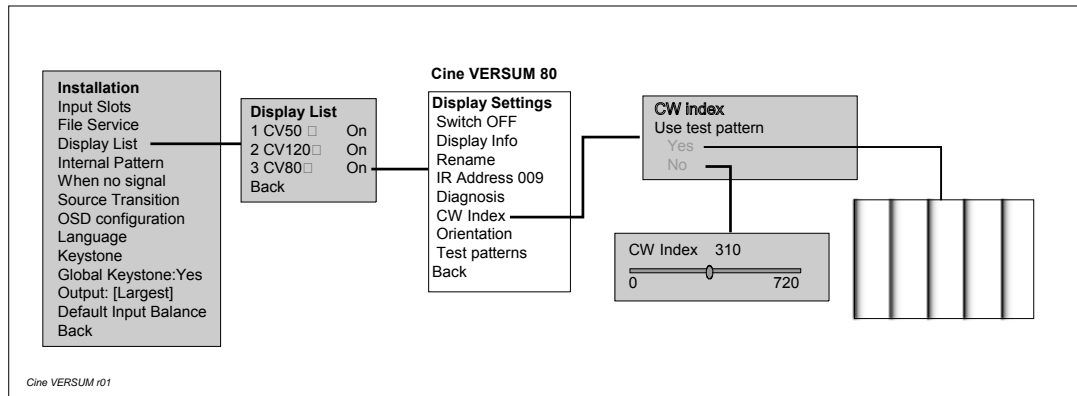 Installation
Input Slots
File Service
Display List
Internal Pattern
When no signal
Source Transition
OSD configuration
Language
Keystone
Global Keystone:Yes
Output: [Largest]
Default Input Balance
Back
Display List
1 CV50 □ On
2 CV120□ On
3 CV80□ On
Back
Cine VERSUM 80
Display Settings
Switch OFF
Display Info
Rename
IR Address 009
Diagnosis
CW Index
Orientation
Test patterns
Back
CW index
Use test pattern
Yes
No
CW Index 310
0 720
Cine VERSUM r01